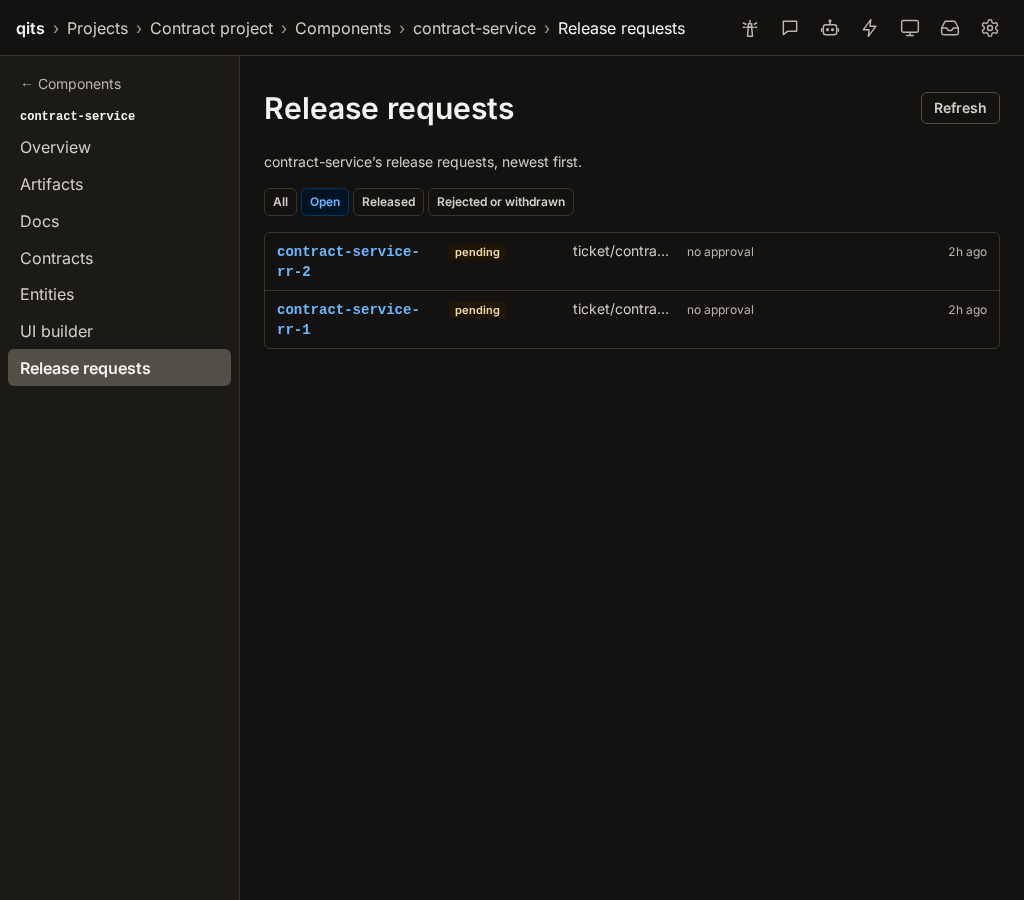 qits › Projects › Contract project › Components › contract-service › Release requests
← Components
contract-service
Overview
Artifacts
Docs
Contracts
Entities
UI builder
Release requests
Release requests
Refresh
contract-service’s release requests, newest first.
All Open Released Rejected or withdrawn
contract-service- pending ticket/contra… no approval 2h ago
rr-2
contract-service- pending ticket/contra… no approval 2h ago
rr-1